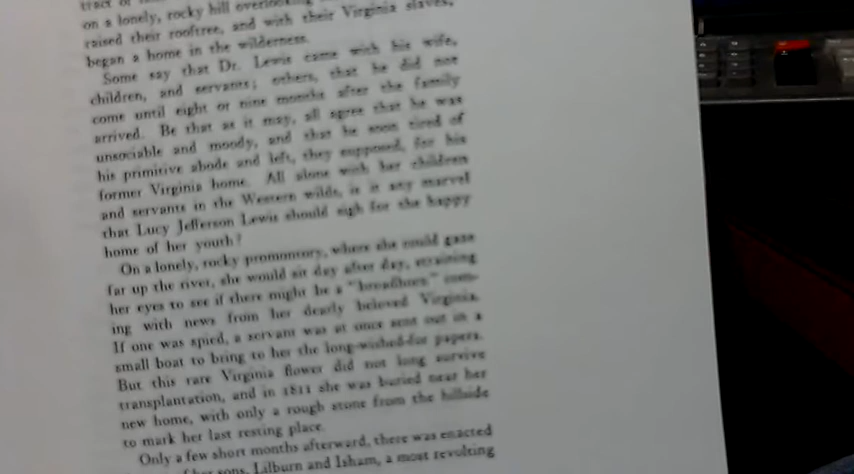 on a lonely, rocky hill overlooking
raised their rooftree, and with their Virginia slaves,
began a home in the wilderness.
Some say that Dr. Lewis came with his wife,
children, and servants; others, that he did not
come until eight or nine months after the family
arrived. Be that as it may, all agree that he was
unsociable and moody, and that he soon tired of
his primitive abode and left, they supposed, for his
former Virginia home. All alone with her children
and servants in the Western wilds, is it any marvel
that Lucy Jefferson Lewis should sigh for the happy
home of her youth?
On a lonely, rocky promontory, where she could gaze
far up the river, she would sit day after day, straining
her eyes to see if there might be a "broadhorn" com-
ing with news from her dearly beloved Virginia.
If one was spied, a servant was at once sent out in a
small boat to bring to her the long-wished-for papers.
But this rare Virginia flower did not long survive
transplantation, and in 1811 she was buried near her
new home, with only a rough stone from the hillside
to mark her last resting place.
Only a few short months afterward, there was enacted
sons, Lilburn and Isham, a most revolting